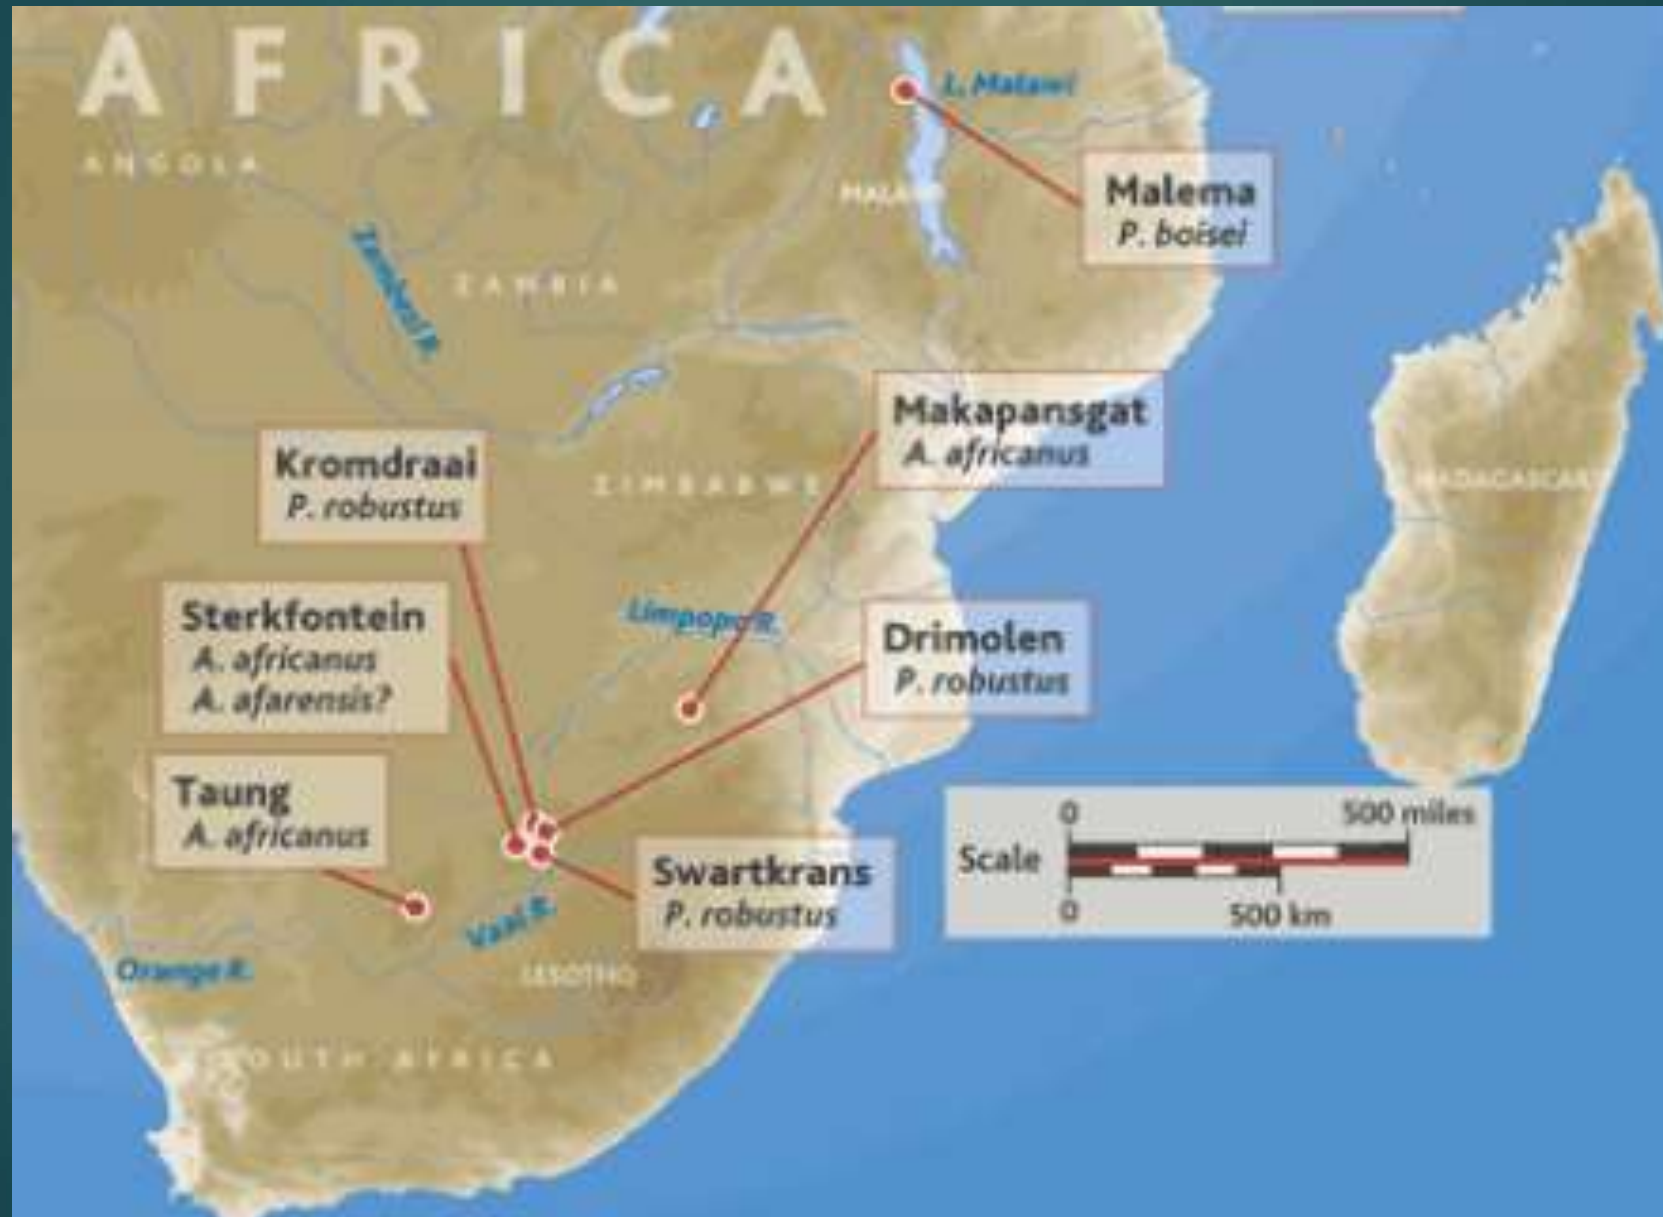 AFRICA
L. Malawi
ANGOLA
Malema
P. boisei
Zambezi R.
ZAMBIA
Makapansgat
A. africanus
Kromdraai
P. robustus
ZIMBABWE
MADAGASCAR
Sterkfontein
A. africanus
A. afarensis?
Limpopo R.
Drimolen
P. robustus
Taung
A. africanus
0 500 miles
Scale
0 500 km
Swartkrans
P. robustus
Vaal R.
Orange R.
LESOTHO
SOUTH AFRICA